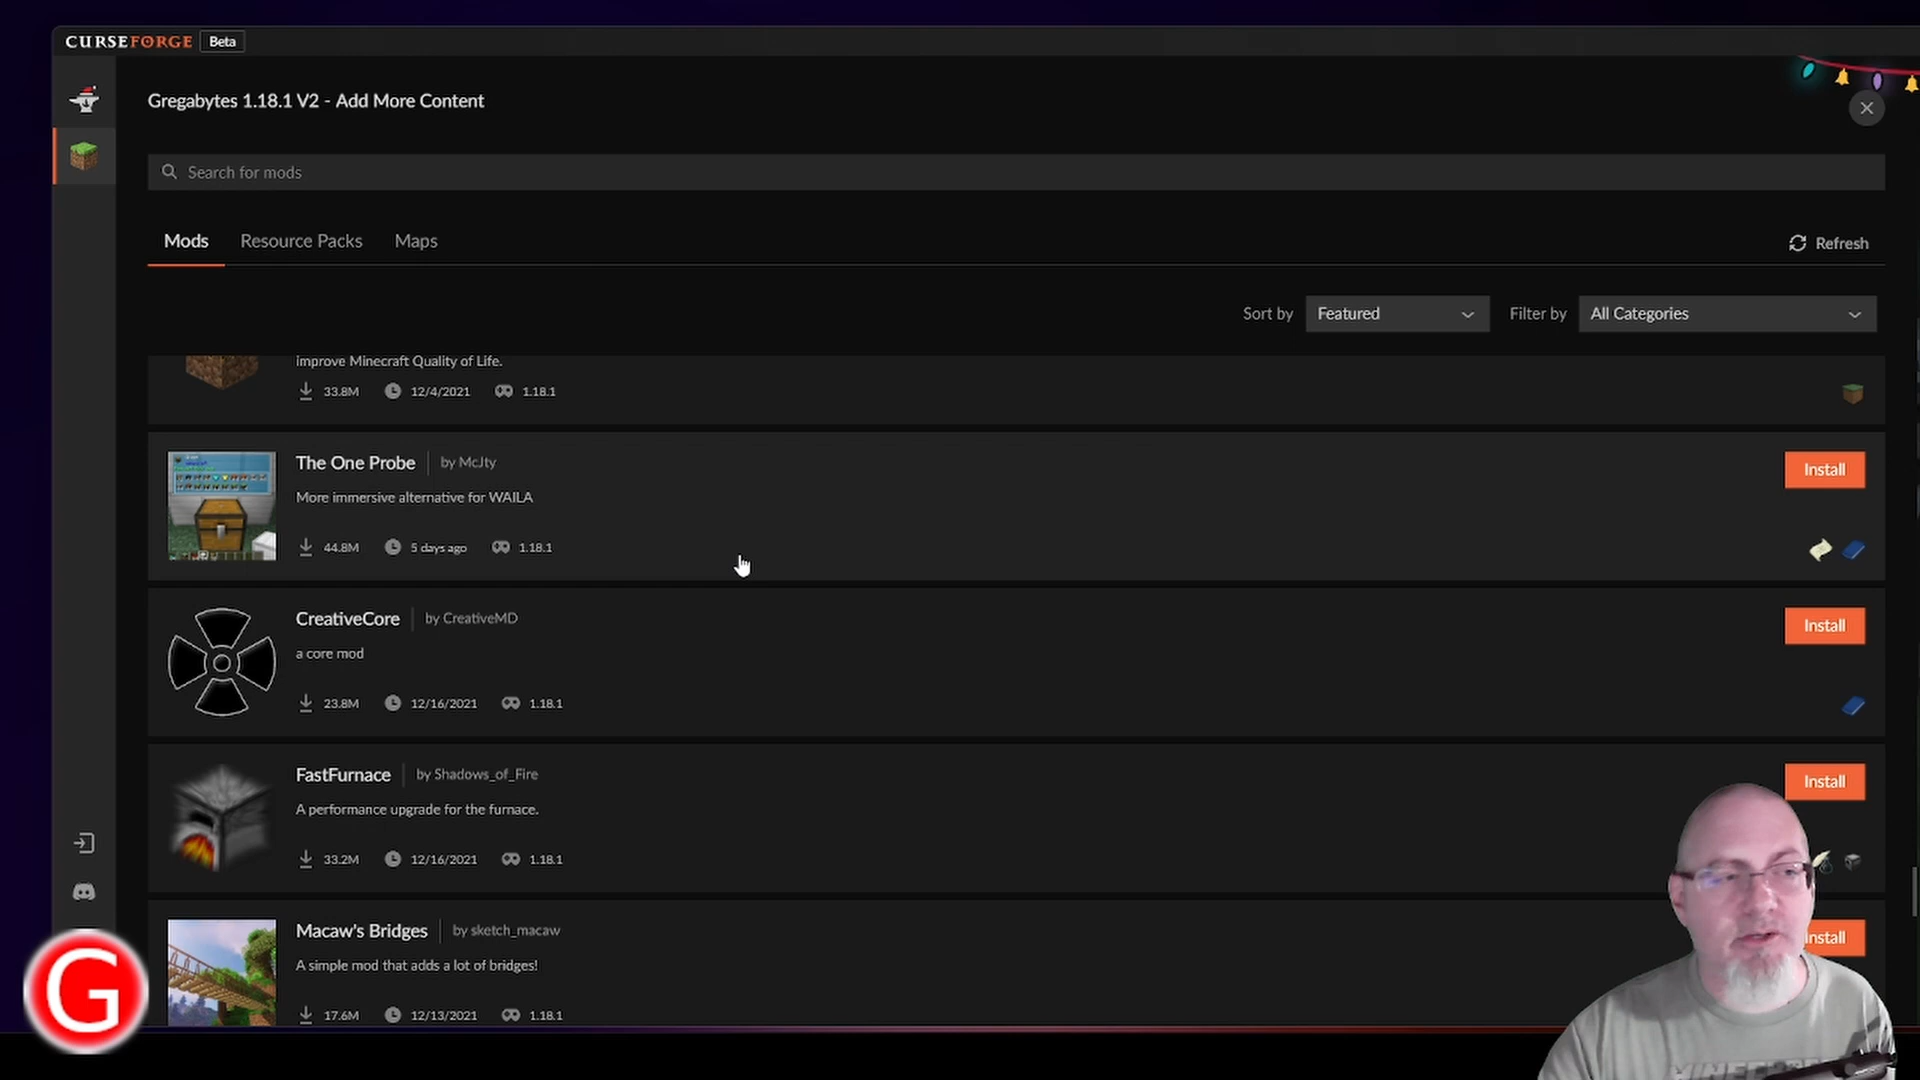 CURSEFORGE Beta
Gregabytes 1.18.1 V2 - Add More Content
Search for mods
Mods Resource Packs Maps
Refresh
Sort by Featured Filter by All Categories
improve Minecraft Quality of Life.
33.8M 12/4/2021 1.18.1
The One Probe by McJty
Install
More immersive alternative for WAILA
44.8M 5 days ago 1.18.1
CreativeCore by CreativeMD
Install
a core mod
23.8M 12/16/2021 1.18.1
FastFurnace by Shadows_of_Fire
Install
A performance upgrade for the furnace.
33.2M 12/16/2021 1.18.1
Macaw's Bridges by sketch_macaw
Install
A simple mod that adds a lot of bridges!
17.6M 12/13/2021 1.18.1
G